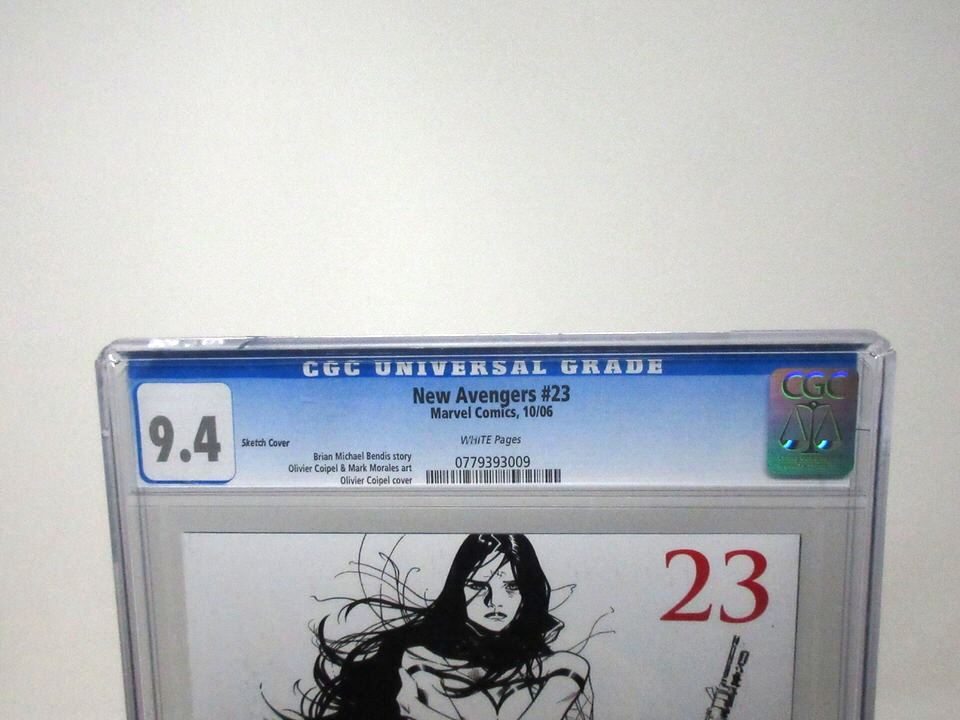 CGC UNIVERSAL GRADE
New Avengers #23
Marvel Comics, 10/06
9.4
Sketch Cover
WHITE Pages
Brian Michael Bendis story
Olivier Coipel & Mark Morales art
Olivier Coipel cover
0779393009
CGC
23